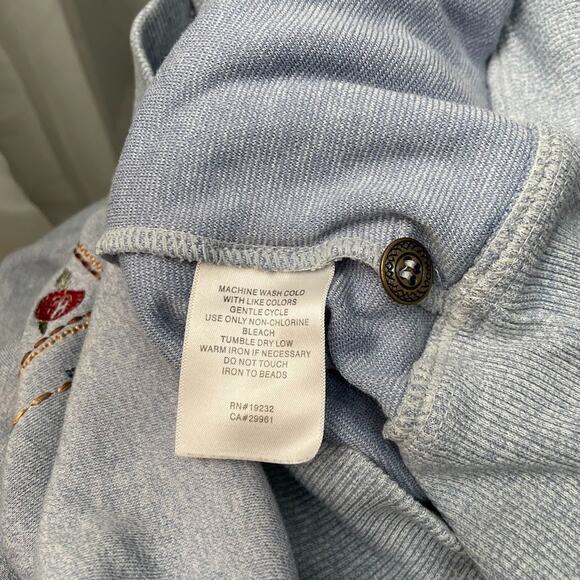 MACHINE WASH COLD
WITH LIKE COLORS
GENTLE CYCLE
USE ONLY NON-CHLORINE
BLEACH
TUMBLE DRY LOW
WARM IRON IF NECESSARY
DO NOT TOUCH
IRON TO BEADS
RN#19232
CA#29961